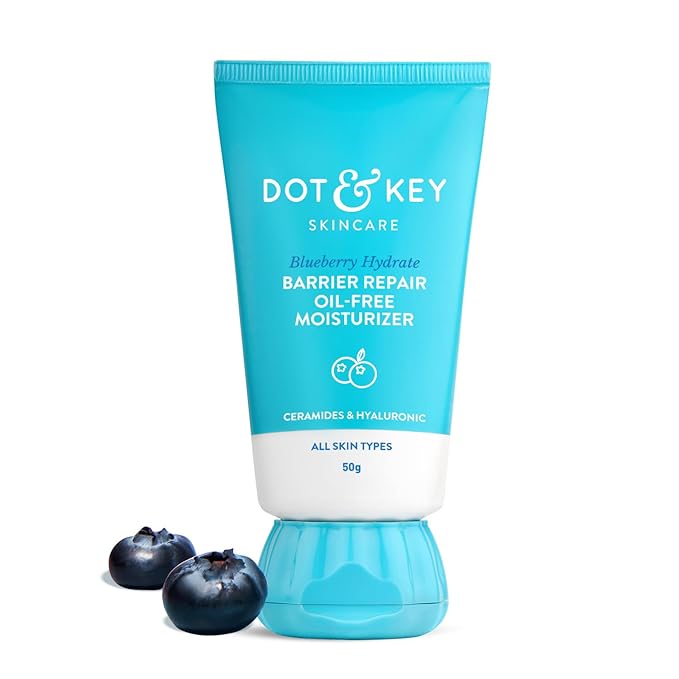 DOT & KEY
SKINCARE
Blueberry Hydrate
BARRIER REPAIR
OIL-FREE
MOISTURIZER
CERAMIDES & HYALURONIC
ALL SKIN TYPES
50g